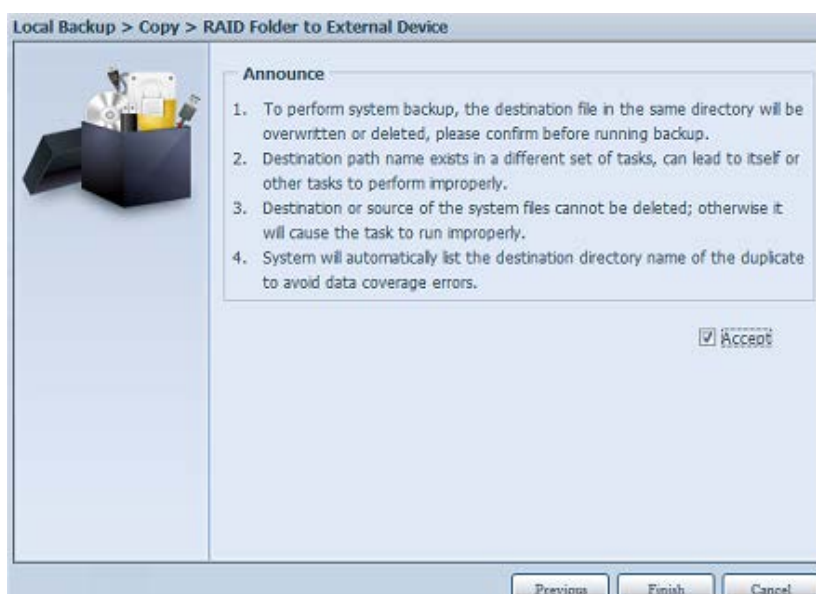 Local Backup > Copy > RAID Folder to External Device
Announce
1. To perform system backup, the destination file in the same directory will be
overwritten or deleted, please confirm before running backup.
2. Destination path name exists in a different set of tasks, can lead to itself or
other tasks to perform improperly.
3. Destination or source of the system files cannot be deleted; otherwise it
will cause the task to run improperly.
4. System will automatically list the destination directory name of the duplicate
to avoid data coverage errors.
Accept
Previous Finish Cancel